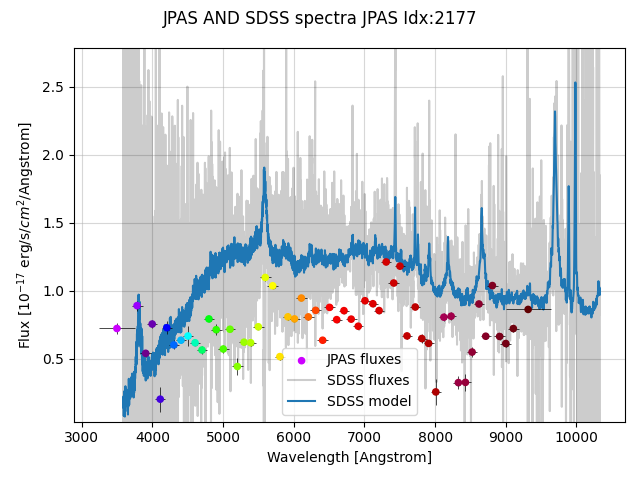 JPAS AND SDSS spectra JPAS Idx:2177
2.5
2.0
1.5
1.0
0.5
Flux [10⁻¹⁷ erg/s/cm²/Angstrom]
JPAS fluxes
SDSS fluxes
SDSS model
3000 4000 5000 6000 7000 8000 9000 10000
Wavelength [Angstrom]